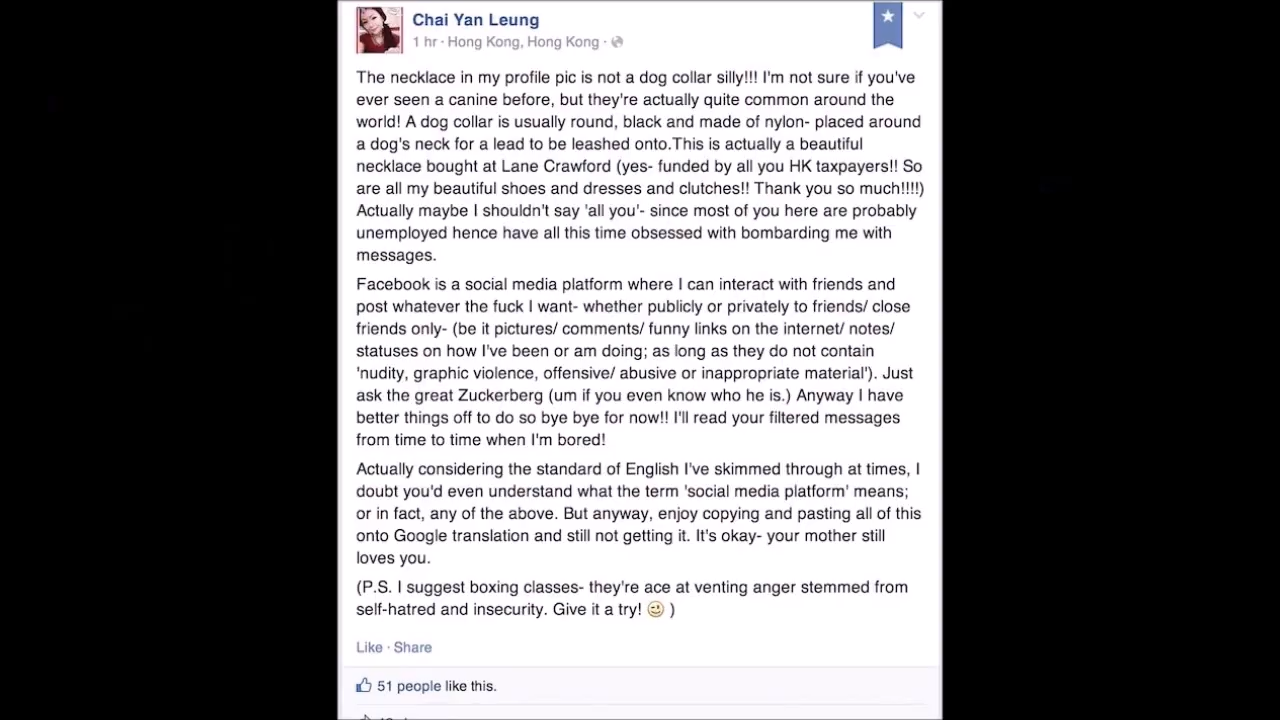 Chai Yan Leung
1 hr · Hong Kong, Hong Kong ·
The necklace in my profile pic is not a dog collar silly!!! I'm not sure if you've
ever seen a canine before, but they're actually quite common around the
world! A dog collar is usually round, black and made of nylon- placed around
a dog's neck for a lead to be leashed onto.This is actually a beautiful
necklace bought at Lane Crawford (yes- funded by all you HK taxpayers!! So
are all my beautiful shoes and dresses and clutches!! Thank you so much!!!!)
Actually maybe I shouldn't say 'all you'- since most of you here are probably
unemployed hence have all this time obsessed with bombarding me with
messages.
Facebook is a social media platform where I can interact with friends and
post whatever the fuck I want- whether publicly or privately to friends/ close
friends only- (be it pictures/ comments/ funny links on the internet/ notes/
statuses on how I've been or am doing; as long as they do not contain
'nudity, graphic violence, offensive/ abusive or inappropriate material'). Just
ask the great Zuckerberg (um if you even know who he is.) Anyway I have
better things off to do so bye bye for now!! I'll read your filtered messages
from time to time when I'm bored!
Actually considering the standard of English I've skimmed through at times, I
doubt you'd even understand what the term 'social media platform' means;
or in fact, any of the above. But anyway, enjoy copying and pasting all of this
onto Google translation and still not getting it. It's okay- your mother still
loves you.
(P.S. I suggest boxing classes- they're ace at venting anger stemmed from
self-hatred and insecurity. Give it a try! 😉 )
Like · Share
51 people like this.